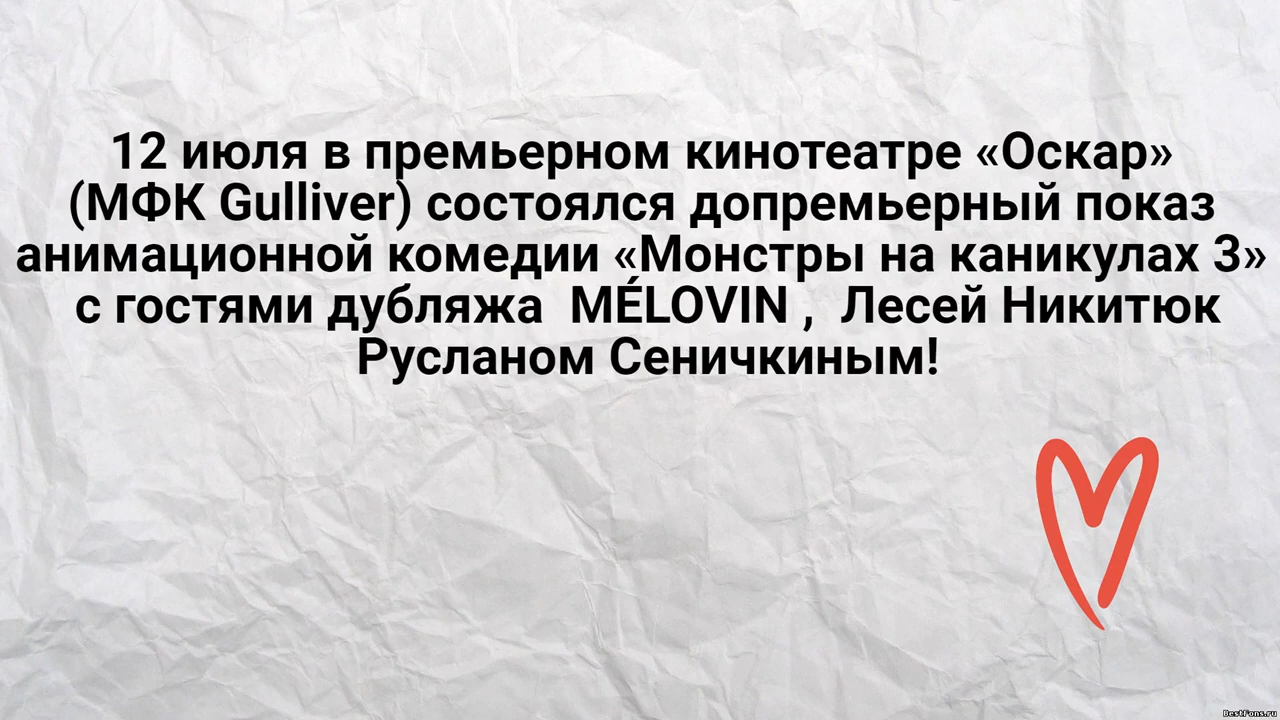 12 июля в премьерном кинотеатре «Оскар»
(МФК Gulliver) состоялся допремьерный показ
анимационной комедии «Монстры на каникулах 3»
с гостями дубляжа MÉLOVIN , Лесей Никитюк
Русланом Сеничкиным!
BestFans.ru